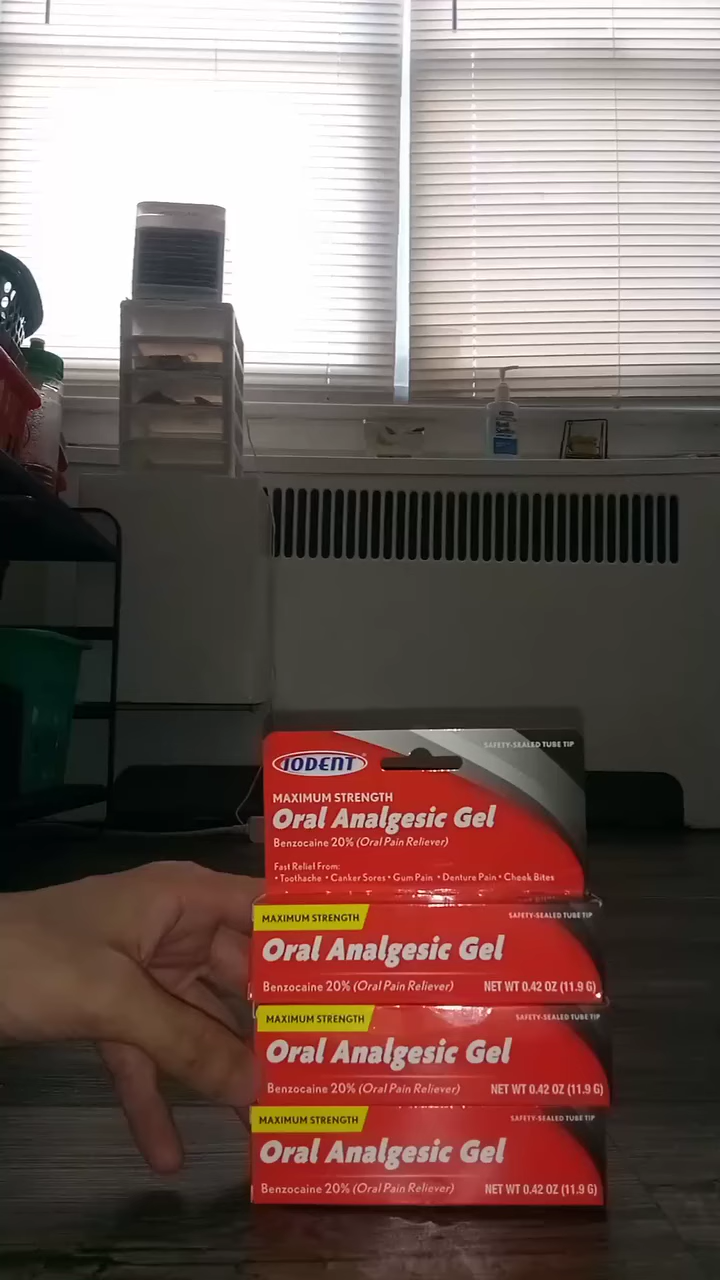 IODENT®
SAFETY-SEALED TUBE TIP
MAXIMUM STRENGTH
Oral Analgesic Gel
Benzocaine 20% (Oral Pain Reliever)
Fast Relief From:
• Toothache • Canker Sores • Gum Pain • Denture Pain • Cheek Bites
MAXIMUM STRENGTH
SAFETY-SEALED TUBE TIP
Oral Analgesic Gel
Benzocaine 20% (Oral Pain Reliever) NET WT 0.42 OZ (11.9 G)
MAXIMUM STRENGTH
SAFETY-SEALED TUBE TIP
Oral Analgesic Gel
Benzocaine 20% (Oral Pain Reliever) NET WT 0.42 OZ (11.9 G)
MAXIMUM STRENGTH
SAFETY-SEALED TUBE TIP
Oral Analgesic Gel
Benzocaine 20% (Oral Pain Reliever) NET WT 0.42 OZ (11.9 G)